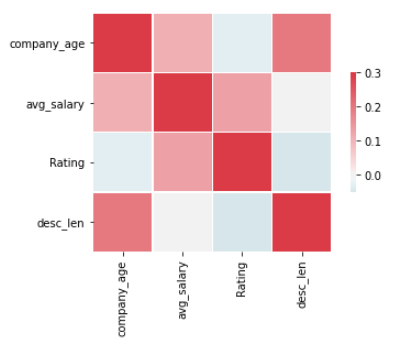 company_age
avg_salary
Rating
desc_len
0.3
0.2
0.1
0.0
company_age
avg_salary
Rating
desc_len